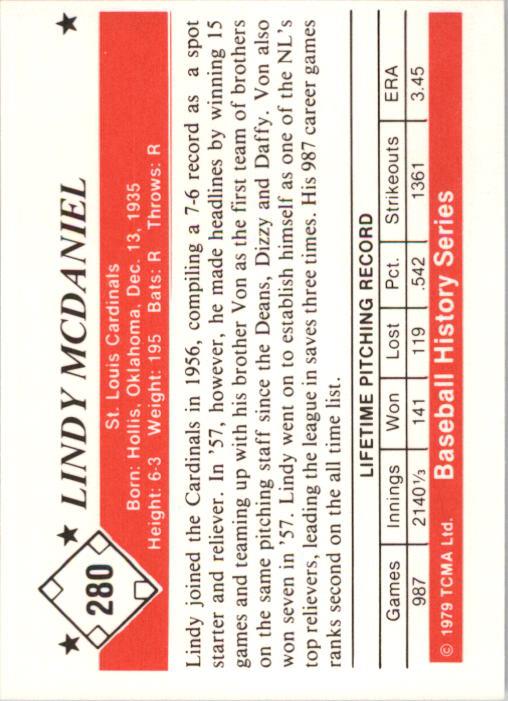 280
LINDY MCDANIEL
St. Louis Cardinals
Born: Hollis, Oklahoma, Dec. 13, 1935
Height: 6-3 Weight: 195 Bats: R Throws: R
Lindy joined the Cardinals in 1956, compiling a 7-6 record as a spot
starter and reliever. In '57, however, he made headlines by winning 15
games and teaming up with his brother Von as the first team of brothers
on the same pitching staff since the Deans, Dizzy and Daffy. Von also
won seven in '57. Lindy went on to establish himself as one of the NL's
top relievers, leading the league in saves three times. His 987 career games
ranks second on the all time list.
LIFETIME PITCHING RECORD
Games Innings Won Lost Pct. Strikeouts ERA
987 2140⅓ 141 119 .542 1361 3.45
© 1979 TCMA Ltd. Baseball History Series